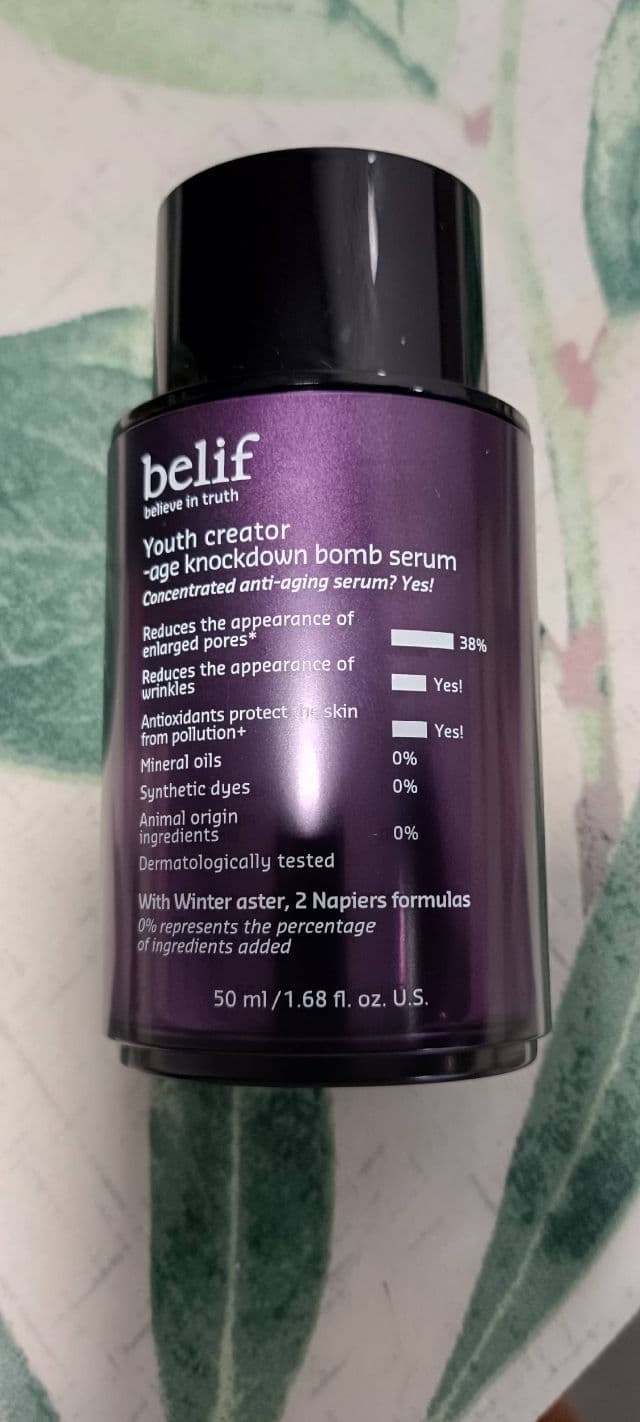 belif
believe in truth
Youth creator
-age knockdown bomb serum
Concentrated anti-aging serum? Yes!
Reduces the appearance of
enlarged pores* 38%
Reduces the appearance of
wrinkles Yes!
Antioxidants protect the skin
from pollution+ Yes!
Mineral oils 0%
Synthetic dyes 0%
Animal origin
ingredients 0%
Dermatologically tested
With Winter aster, 2 Napiers formulas
0% represents the percentage
of ingredients added
50 ml/1.68 fl. oz. U.S.